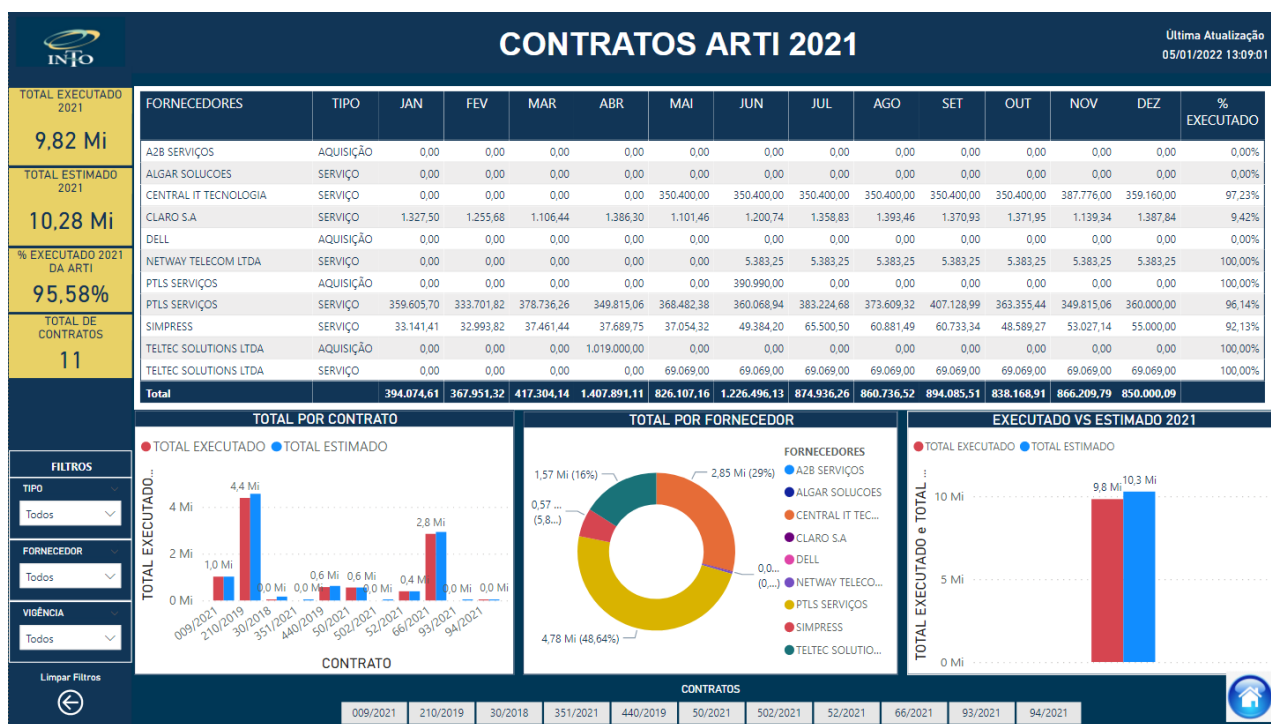 INTO
CONTRATOS ARTI 2021
Última Atualização
05/01/2022 13:09:01
TOTAL EXECUTADO
2021
9,82 Mi
TOTAL ESTIMADO
2021
10,28 Mi
% EXECUTADO 2021
DA ARTI
95,58%
TOTAL DE
CONTRATOS
11
FORNECEDORES TIPO JAN FEV MAR ABR MAI JUN JUL AGO SET OUT NOV DEZ %
EXECUTADO
A2B SERVIÇOS AQUISIÇÃO 0,00 0,00 0,00 0,00 0,00 0,00 0,00 0,00 0,00 0,00 0,00 0,00 0,00%
ALGAR SOLUCOES SERVIÇO 0,00 0,00 0,00 0,00 0,00 0,00 0,00 0,00 0,00 0,00 0,00 0,00 0,00%
CENTRAL IT TECNOLOGIA SERVIÇO 0,00 0,00 0,00 0,00 350.400,00 350.400,00 350.400,00 350.400,00 350.400,00 350.400,00 387.776,00 359.160,00 97,23%
CLARO S.A SERVIÇO 1.327,50 1.255,68 1.106,44 1.386,30 1.101,46 1.200,74 1.358,83 1.393,46 1.370,93 1.371,95 1.139,34 1.387,84 9,42%
DELL AQUISIÇÃO 0,00 0,00 0,00 0,00 0,00 0,00 0,00 0,00 0,00 0,00 0,00 0,00 0,00%
NETWAY TELECOM LTDA SERVIÇO 0,00 0,00 0,00 0,00 0,00 5.383,25 5.383,25 5.383,25 5.383,25 5.383,25 5.383,25 5.383,25 100,00%
PTLS SERVIÇOS AQUISIÇÃO 0,00 0,00 0,00 0,00 0,00 390.990,00 0,00 0,00 0,00 0,00 0,00 0,00 100,00%
PTLS SERVIÇOS SERVIÇO 359.605,70 333.701,82 378.736,26 349.815,06 368.482,38 360.068,94 383.224,68 373.609,32 407.128,99 363.355,44 349.815,06 360.000,00 96,14%
SIMPRESS SERVIÇO 33.141,41 32.993,82 37.461,44 37.689,75 37.054,32 49.384,20 65.500,50 60.881,49 60.733,34 48.589,27 53.027,14 55.000,00 92,13%
TELTEC SOLUTIONS LTDA AQUISIÇÃO 0,00 0,00 0,00 1.019.000,00 0,00 0,00 0,00 0,00 0,00 0,00 0,00 0,00 100,00%
TELTEC SOLUTIONS LTDA SERVIÇO 0,00 0,00 0,00 0,00 69.069,00 69.069,00 69.069,00 69.069,00 69.069,00 69.069,00 69.069,00 69.069,00 100,00%
Total 394.074,61 367.951,32 417.304,14 1.407.891,11 826.107,16 1.226.496,13 874.936,26 860.736,52 894.085,51 838.168,91 866.209,79 850.000,09
FILTROS
TIPO
Todos
FORNECEDOR
Todos
VIGÊNCIA
Todos
Limpar Filtros
TOTAL POR CONTRATO
TOTAL EXECUTADO TOTAL ESTIMADO
TOTAL EXECUTADO...
4 Mi
2 Mi
0 Mi
1,0 Mi
4,4 Mi
0,0 Mi
0,0 Mi
0,6 Mi
0,6 Mi
0,0 Mi
0,4 Mi
2,8 Mi
0,0 Mi
0,0 Mi
009/2021
210/2019
30/2018
351/2021
440/2019
50/2021
502/2021
52/2021
66/2021
93/2021
94/2021
CONTRATO
TOTAL POR FORNECEDOR
1,57 Mi (16%)
2,85 Mi (29%)
0,57 ...
(5,8...)
0,0...
(0,...)
4,78 Mi (48,64%)
FORNECEDORES
A2B SERVIÇOS
ALGAR SOLUCOES
CENTRAL IT TEC...
CLARO S.A
DELL
NETWAY TELECO...
PTLS SERVIÇOS
SIMPRESS
TELTEC SOLUTIO...
EXECUTADO VS ESTIMADO 2021
TOTAL EXECUTADO TOTAL ESTIMADO
TOTAL EXECUTADO e TOTAL ...
10 Mi
5 Mi
0 Mi
9,8 Mi
10,3 Mi
CONTRATOS
009/2021 210/2019 30/2018 351/2021 440/2019 50/2021 502/2021 52/2021 66/2021 93/2021 94/2021